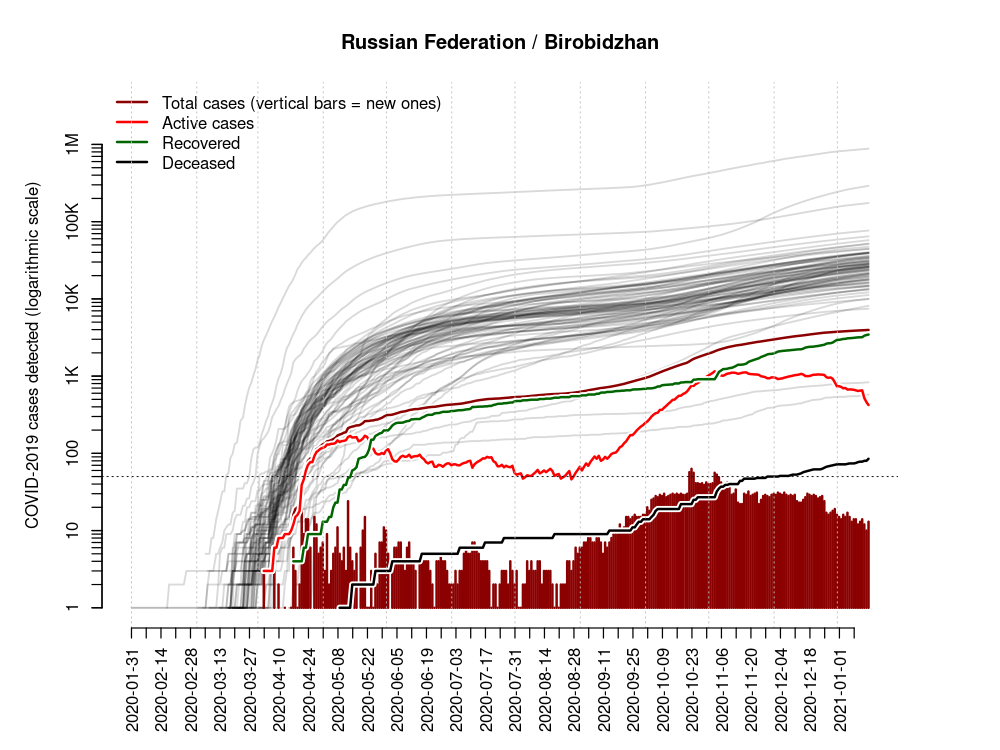 Russian Federation / Birobidzhan
Total cases (vertical bars = new ones)
Active cases
Recovered
Deceased
COVID-2019 cases detected (logarithmic scale)
1M
100K
10K
1K
100
10
1
2020-01-31
2020-02-14
2020-02-28
2020-03-13
2020-03-27
2020-04-10
2020-04-24
2020-05-08
2020-05-22
2020-06-05
2020-06-19
2020-07-03
2020-07-17
2020-07-31
2020-08-14
2020-08-28
2020-09-11
2020-09-25
2020-10-09
2020-10-23
2020-11-06
2020-11-20
2020-12-04
2020-12-18
2021-01-01